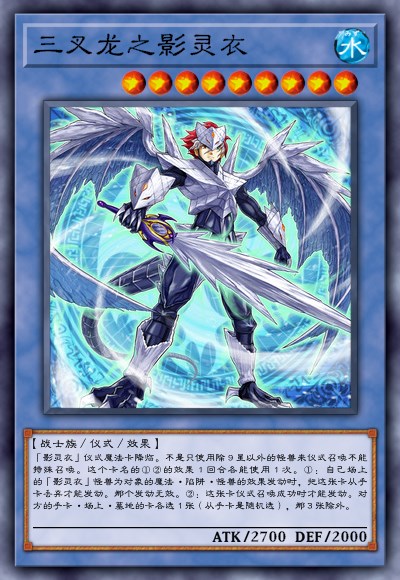 三叉龙之影灵衣
水
【战士族/仪式/效果】
「影灵衣」仪式魔法卡降临。不是只使用除9星以外的怪兽来仪式召唤不能
特殊召唤。这个卡名的①②的效果1回合各能使用1次。①:自己场上
的「影灵衣」怪兽为对象的魔法·陷阱·怪兽的效果发动时,把这张卡从手
卡丢弃才能发动。那个发动无效。②:这张卡仪式召唤成功时才能发动。对
方的手卡·场上·墓地的卡各选1张(从手卡是随机选),那3张除外。
ATK/2700 DEF/2000